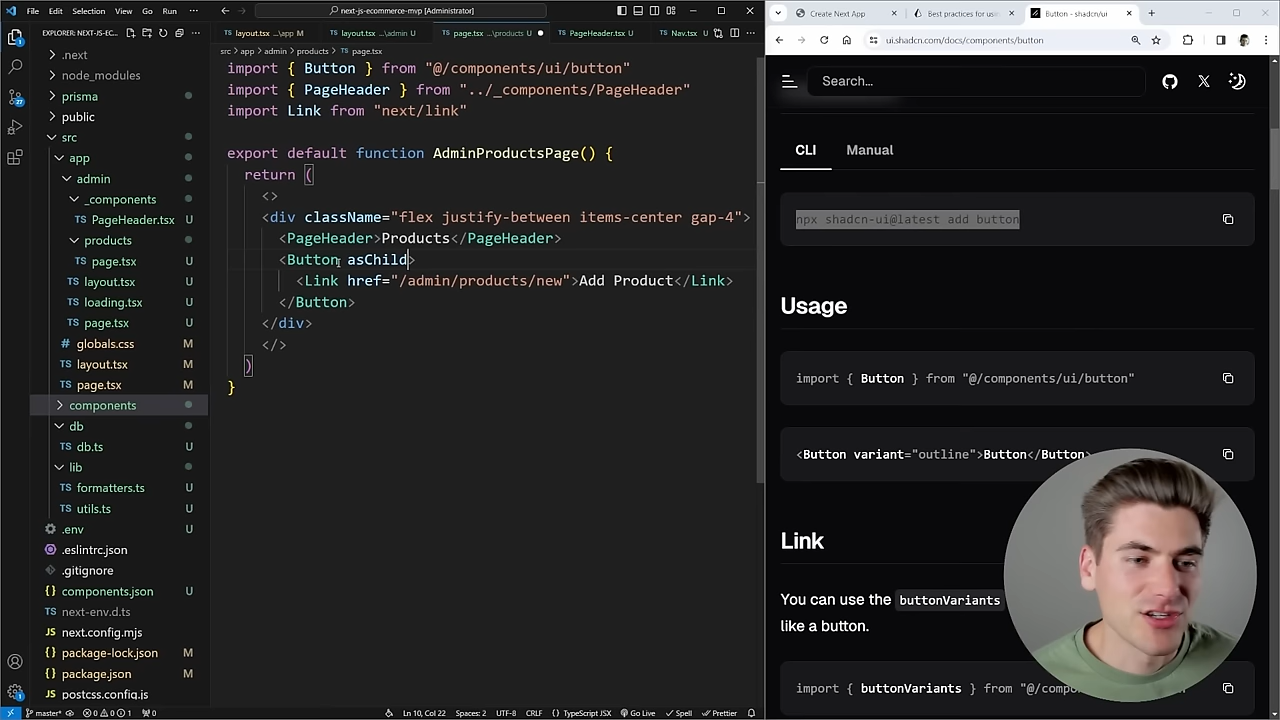 File Edit Selection View Go Run ···
next-js-ecommerce-mvp [Administrator]
EXPLORER: NEXT-JS-EC...
.next
node_modules
prisma
public
src
app
admin
_components
PageHeader.tsx U
products
page.tsx U
layout.tsx U
loading.tsx U
page.tsx U
globals.css M
layout.tsx M
page.tsx M
components
db
db.ts U
lib
formatters.ts U
utils.ts U
.env U
.eslintrc.json
.gitignore
components.json U
next-env.d.ts
next.config.mjs
package-lock.json M
package.json M
postcss.config.js
27
1
layout.tsx ...\app M
layout.tsx ...\admin U
page.tsx ...\products U
PageHeader.tsx U
Nav.tsx U
src > app > admin > products > page.tsx
import { Button } from "@/components/ui/button"
import { PageHeader } from "../_components/PageHeader"
import Link from "next/link"
export default function AdminProductsPage() {
return (
<>
<div className="flex justify-between items-center gap-4">
<PageHeader>Products</PageHeader>
<Button asChild>
<Link href="/admin/products/new">Add Product</Link>
</Button>
</div>
</>
)
}
master* 0 0 1 0
Ln 10, Col 22 Spaces: 2 UTF-8 CRLF {} TypeScript JSX Go Live Spell Prettier
Create Next App
Best practices for us
Button - shadcn/ui
ui.shadcn.com/docs/components/button
Search...
CLI Manual
npx shadcn-ui@latest add button
Usage
import { Button } from "@/components/ui/button"
<Button variant="outline">Button</Button>
Link
You can use the buttonVariants
like a button.
import { buttonVariants } from "@/comp